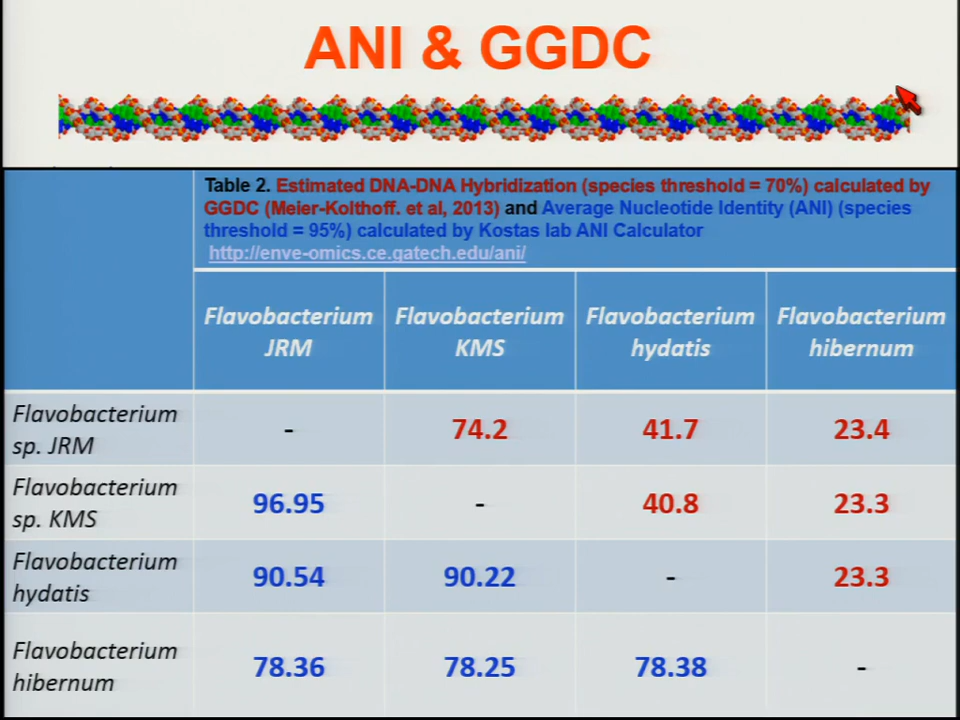 ANI & GGDC
Table 2. Estimated DNA-DNA Hybridization (species threshold = 70%) calculated by
GGDC (Meier-Kolthoff. et al, 2013) and Average Nucleotide Identity (ANI) (species
threshold = 95%) calculated by Kostas lab ANI Calculator
http://enve-omics.ce.gatech.edu/ani/
Flavobacterium JRM
Flavobacterium KMS
Flavobacterium hydatis
Flavobacterium hibernum
Flavobacterium sp. JRM
- 74.2 41.7 23.4
Flavobacterium sp. KMS
96.95 - 40.8 23.3
Flavobacterium hydatis
90.54 90.22 - 23.3
Flavobacterium hibernum
78.36 78.25 78.38 -